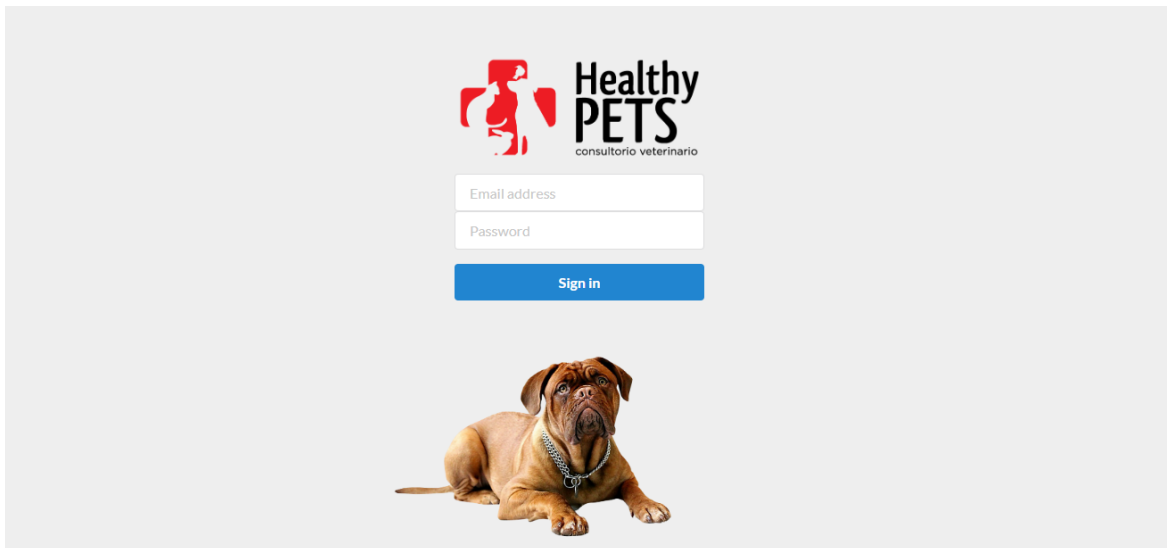 Healthy
PETS
consultorio veterinario
Email address
Password
Sign in